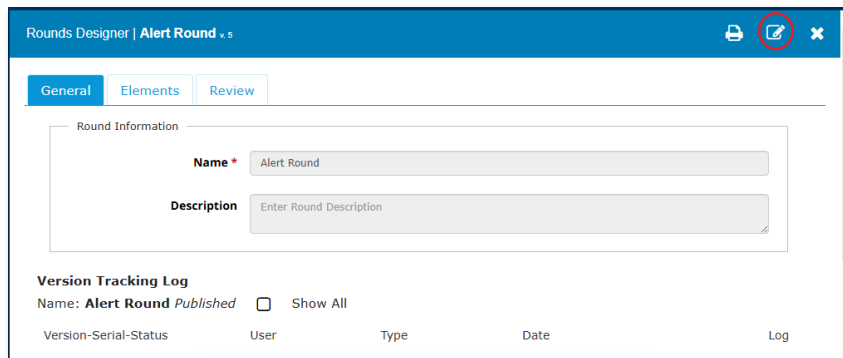 Rounds Designer | Alert Round v. 5
General Elements Review
Round Information
Name * Alert Round
Description Enter Round Description
Version Tracking Log
Name: Alert Round Published Show All
Version-Serial-Status User Type Date Log